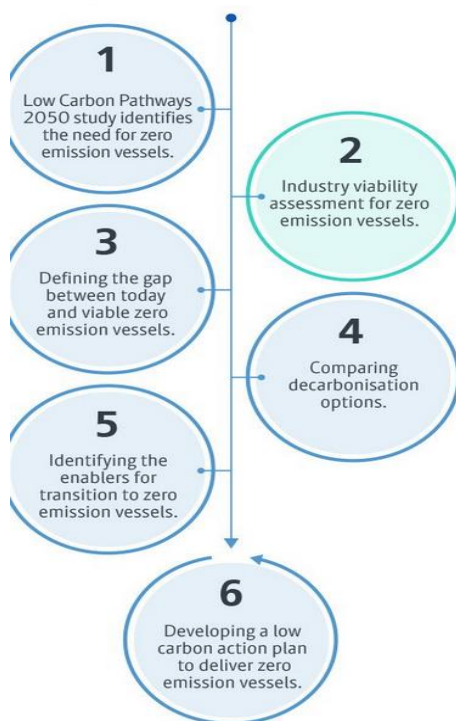 1
Low Carbon Pathways
2050 study identifies
the need for zero
emission vessels.
2
Industry viability
assessment for zero
emission vessels.
3
Defining the gap
between today
and viable zero
emission vessels.
4
Comparing
decarbonisation
options.
5
Identifying the
enablers for
transition to zero
emission vessels.
6
Developing a low
carbon action plan
to deliver zero
emission vessels.